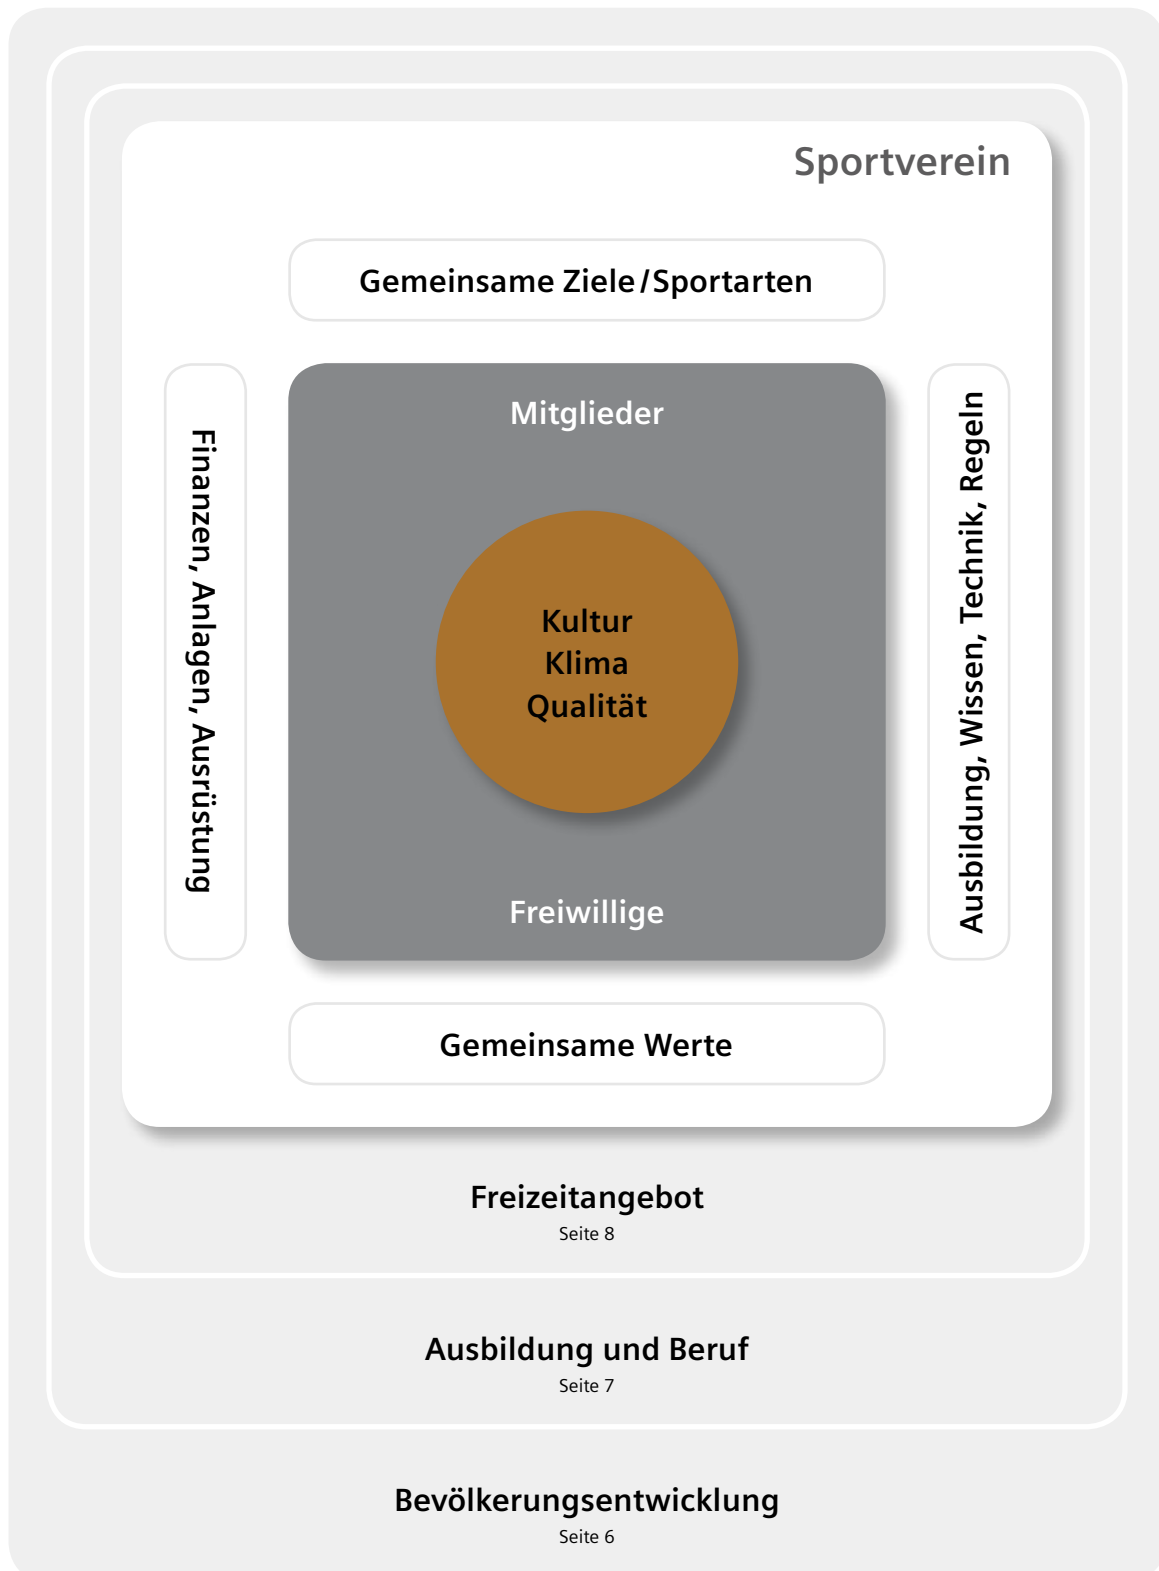 Sportverein
Gemeinsame Ziele/Sportarten
Mitglieder
Finanzen, Anlagen, Ausrüstung
Kultur
Klima
Qualität
Ausbildung, Wissen, Technik, Regeln
Freiwillige
Gemeinsame Werte
Freizeitangebot
Seite 8
Ausbildung und Beruf
Seite 7
Bevölkerungsentwicklung
Seite 6